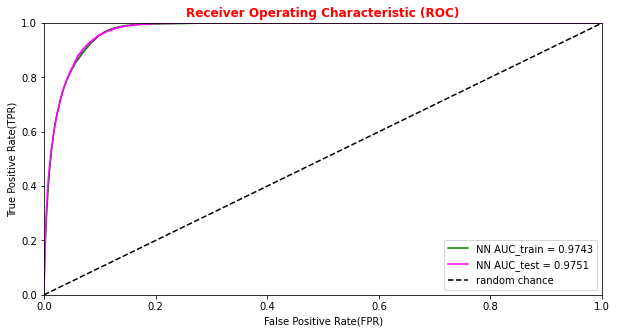 Receiver Operating Characteristic (ROC)
1.0
0.8
0.6
0.4
0.2
0.0
True Positive Rate(TPR)
NN AUC_train = 0.9743
NN AUC_test = 0.9751
random chance
0.0 0.2 0.4 0.6 0.8 1.0
False Positive Rate(FPR)